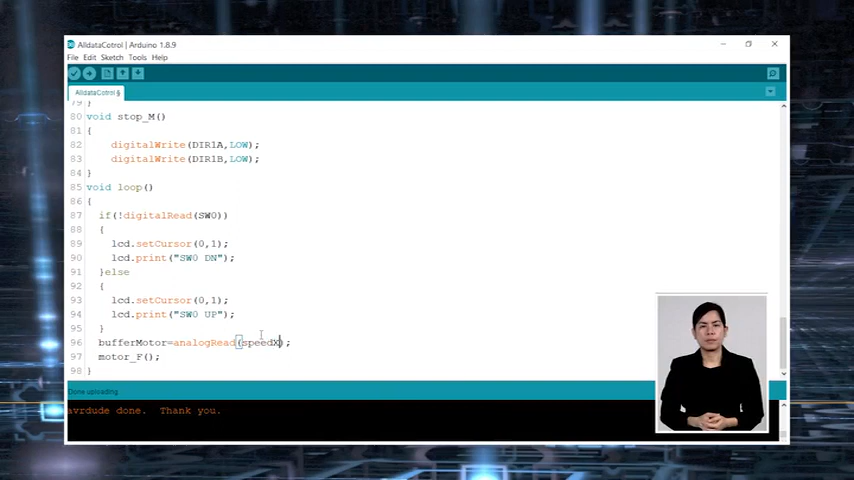 AlldataCotrol | Arduino 1.8.9
File Edit Sketch Tools Help
AlldataCotrol §
79 }
80 void stop_M()
81 {
82 digitalWrite(DIR1A,LOW);
83 digitalWrite(DIR1B,LOW);
84 }
85 void loop()
86 {
87 if(!digitalRead(SW0))
88 {
89 lcd.setCursor(0,1);
90 lcd.print("SW0 DN");
91 }else
92 {
93 lcd.setCursor(0,1);
94 lcd.print("SW0 UP");
95 }
96 bufferMotor=analogRead(speedX);
97 motor_F();
98 }
Done uploading.
avrdude done. Thank you.